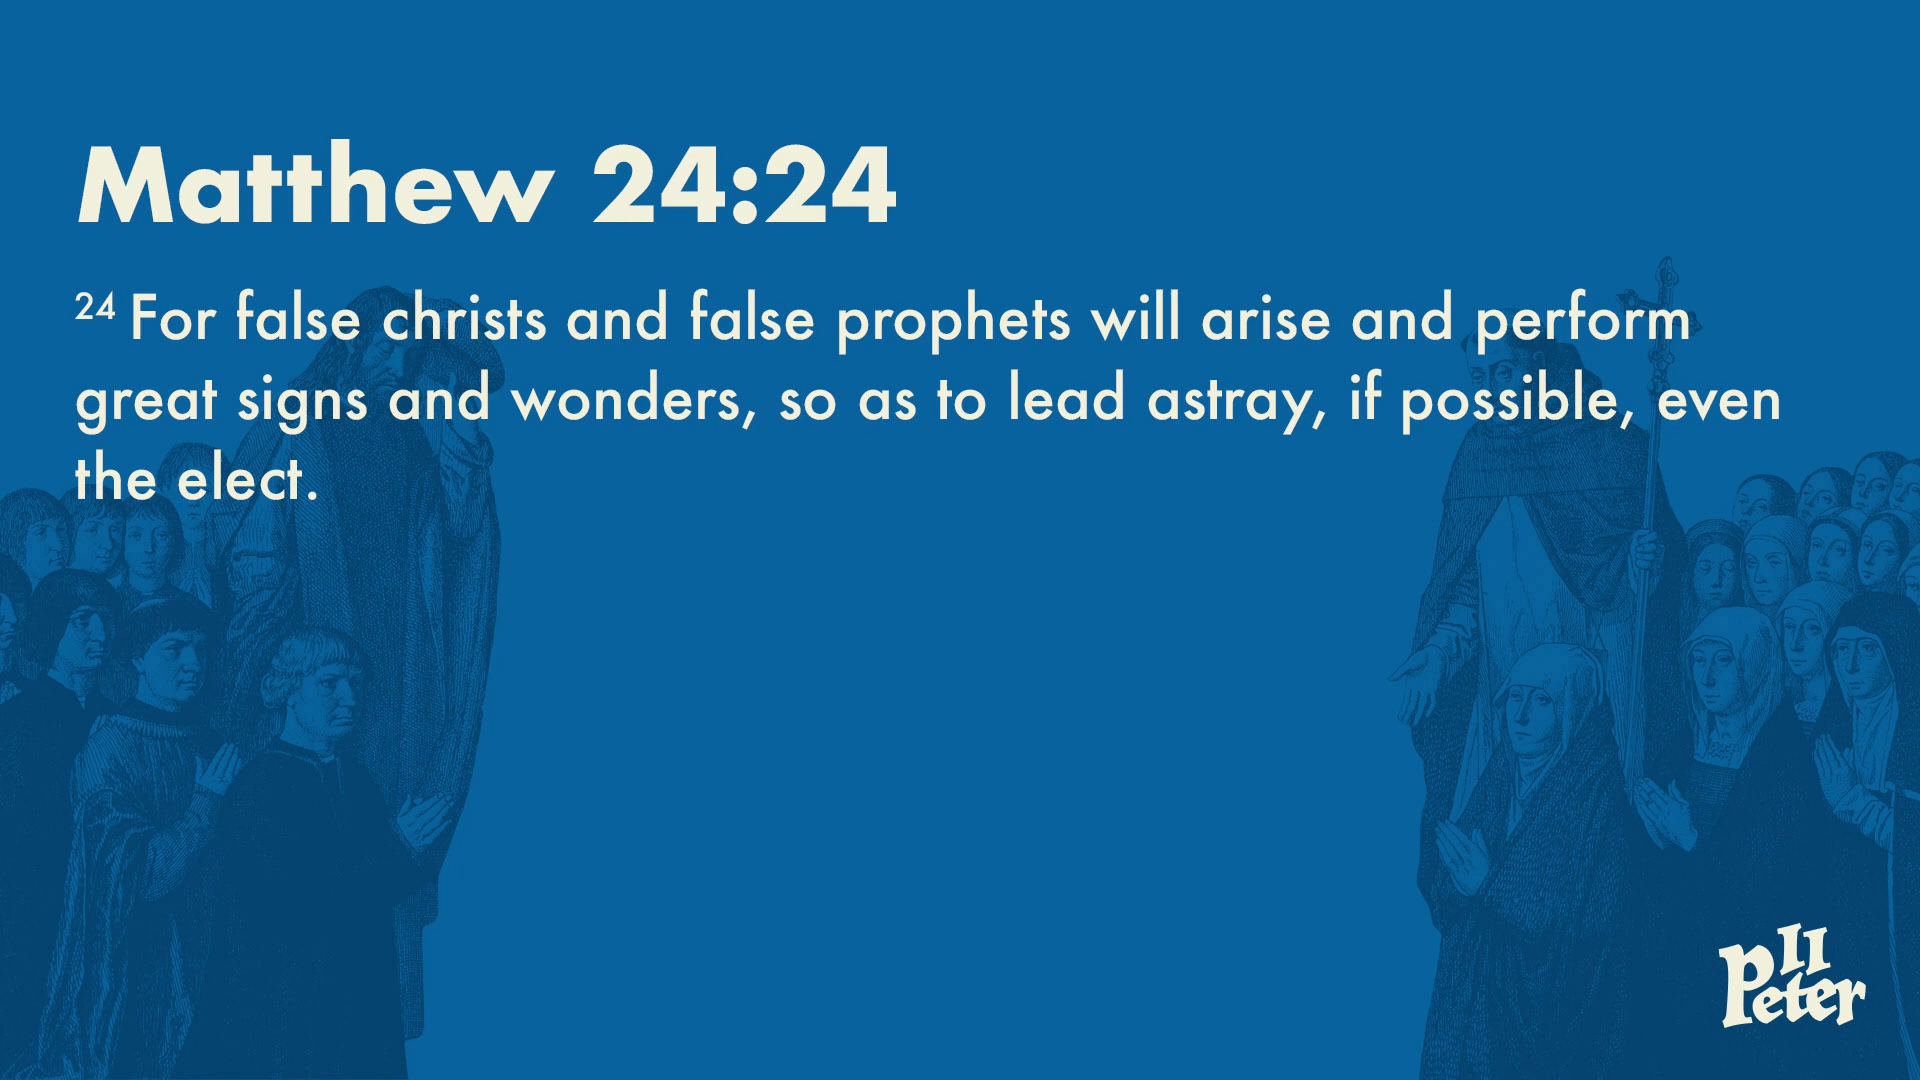 Matthew 24:24
24 For false christs and false prophets will arise and perform
great signs and wonders, so as to lead astray, if possible, even
the elect.
II
Peter